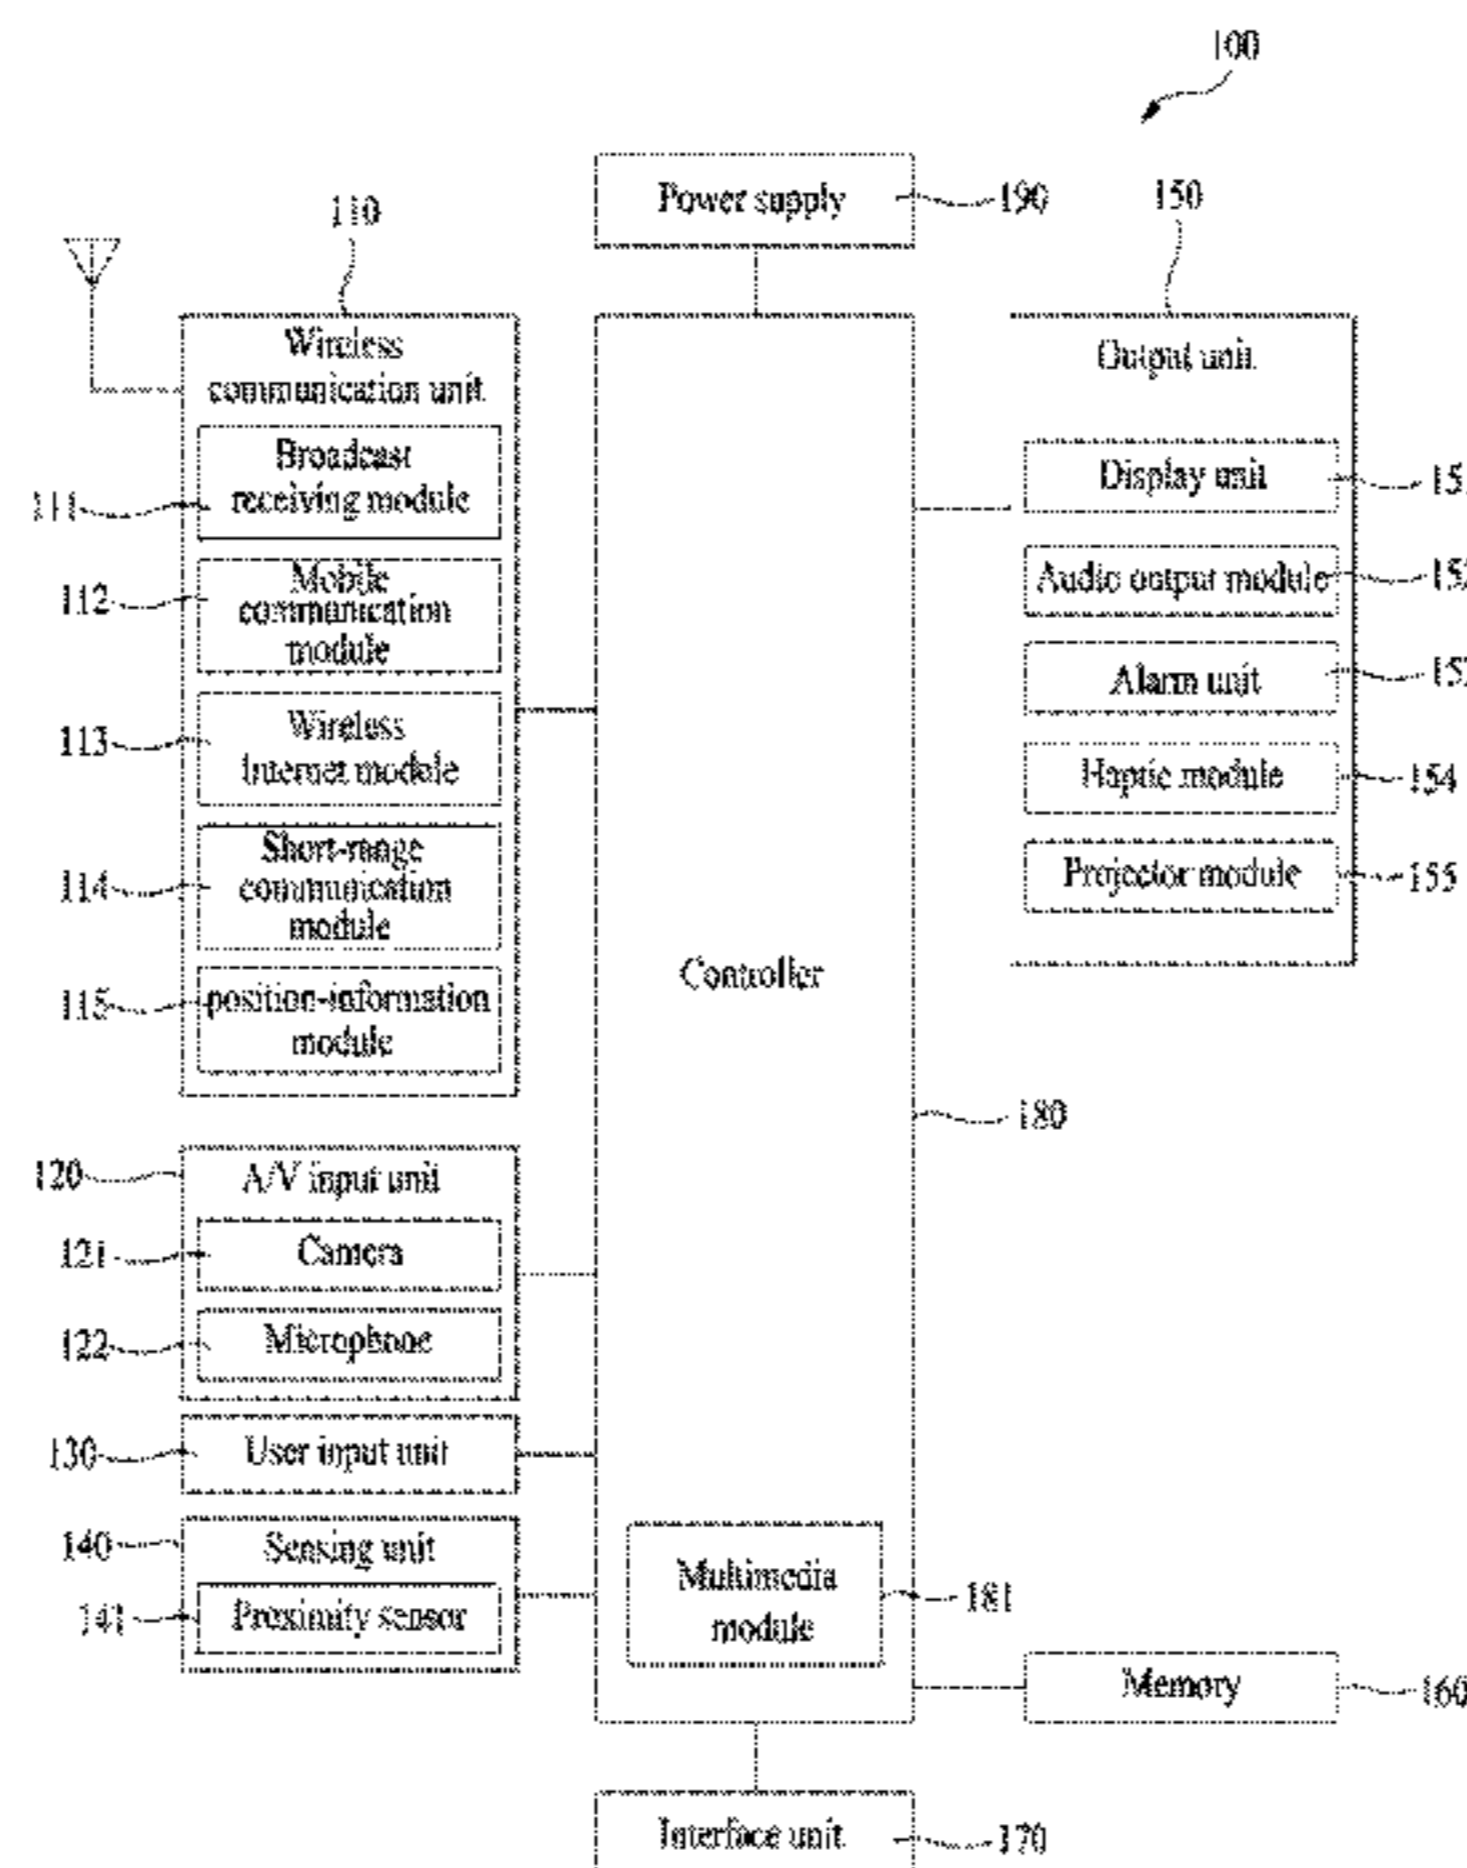 100
Power supply
190
150
110
Wireless
communication unit
Broadcast
receiving module
111
Mobile
communication
module
112
Wireless
Internet module
113
Short-range
communication
module
114
position-information
module
115
A/V input unit
120
Camera
121
Microphone
122
User input unit
130
Sensing unit
140
Proximity sensor
141
Controller
180
Multimedia
module
181
Output unit
Display unit
Audio output module
Alarm unit
Haptic module
154
Projector module
155
Memory
160
Interface unit
170